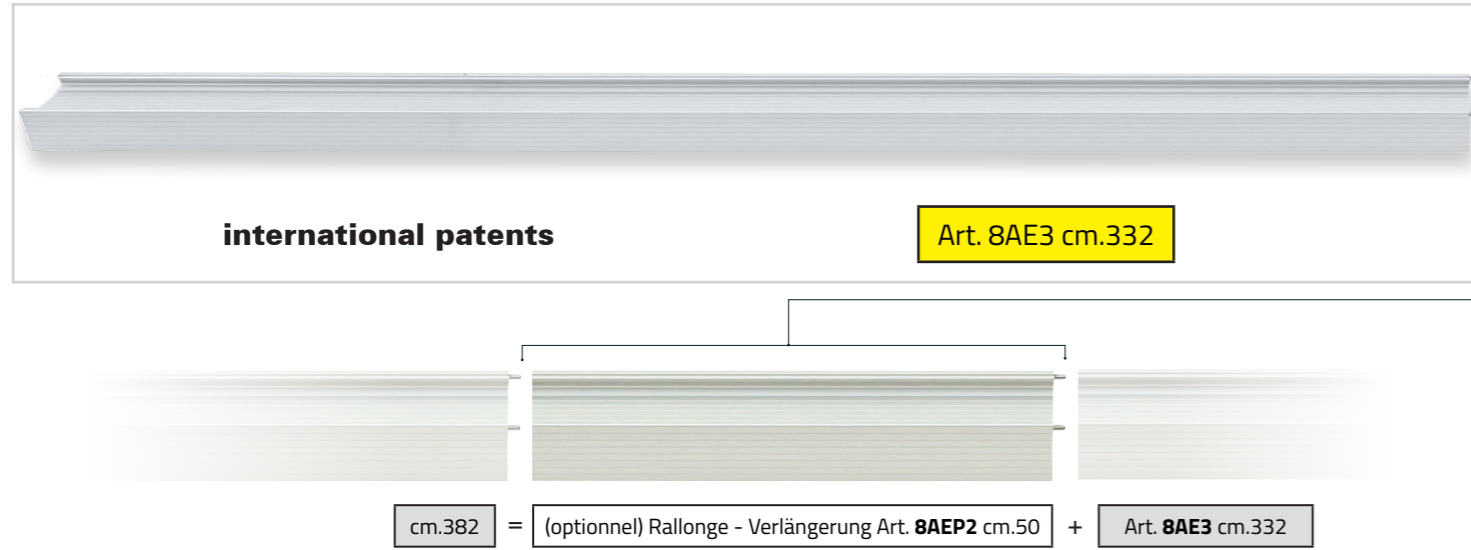 international patents
Art. 8AE3 cm.332
cm.382 = (optionnel) Rallonge - Verlängerung Art. 8AEP2 cm.50 + Art. 8AE3 cm.332